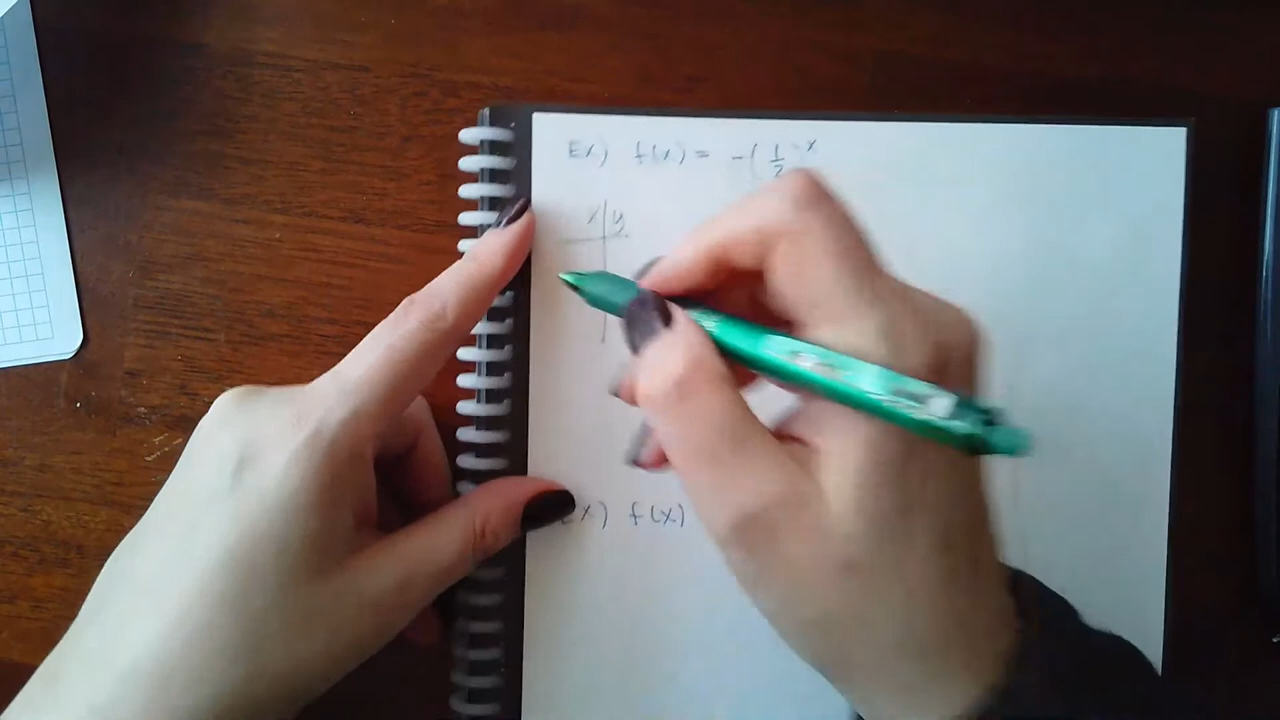 Ex) f(x) = -(1/2 -x
x y
Ex) f(x)